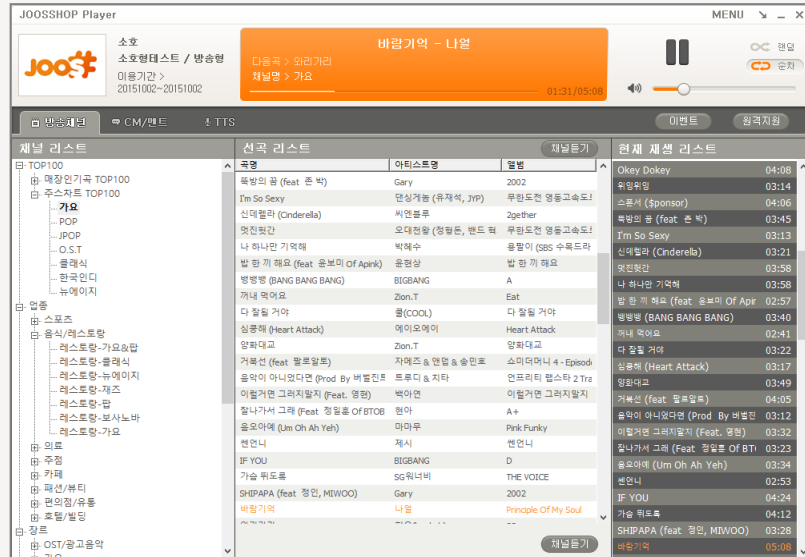 JOOSSHOP Player
MENU
JOOS
소호
소호형테스트 / 방송형
이용기간 >
20151002~20151002
바람기억 - 나얼
다음곡 > 와리가리
채널명 > 가요
01:31/05:08
랜덤
순차
방송채널
CM/멘트
TTS
이벤트
원격지원
채널 리스트
TOP100
매장인기곡 TOP100
주스차트 TOP100
가요
POP
JPOP
O.S.T
클래식
한국인디
뉴에이지
업종
스포츠
음식/레스토랑
레스토랑-가요&팝
레스토랑-클래식
레스토랑-뉴에이지
레스토랑-재즈
레스토랑-팝
레스토랑-보사노바
레스토랑-가요
의료
주점
카페
패션/뷰티
편의점/유통
호텔/빌딩
장르
OST/광고음악
선곡 리스트
채널듣기
곡명 아티스트명 앨범
뚝방의 꿈 (feat 존 박) Gary 2002
I'm So Sexy 댄싱게놈 (유재석, JYP) 무한도전 영동고속도
신데렐라 (Cinderella) 씨엔블루 2gether
멋진헛간 오대천왕 (정형돈, 밴드 혁 무한도전 영동고속도
나 하나만 기억해 박혜수 용팔이 (SBS 수목드라
밥 한 끼 해요 (feat 윤보미 Of Apink) 윤현상 밥 한 끼 해요
뱅뱅뱅 (BANG BANG BANG) BIGBANG A
꺼내 먹어요 Zion.T Eat
다 잘될 거야 쿨(COOL) 다 잘될 거야
심쿵해 (Heart Attack) 에이오에이 Heart Attack
양화대교 Zion.T 양화대교
거북선 (feat 팔로알토) 자메즈 & 앤덥 & 송민호 쇼미더머니 4 - Episode
음악이 아니었다면 (Prod By 버벌진트 트루디 & 지타 언프리티 랩스타 2 Tra
이럴거면 그러지말지 (Feat. 영현) 백아연 이럴거면 그러지말지
잘나가서 그래 (Feat 정일훈 Of BTOB 현아 A+
음오아예 (Um Oh Ah Yeh) 마마무 Pink Funky
쎈언니 제시 쎈언니
IF YOU BIGBANG D
가슴 뛰도록 SG워너비 THE VOICE
SHIPAPA (feat 정인, MIWOO) Gary 2002
바람기억 나얼 Principle Of My Soul
채널듣기
현재 재생 리스트
Okey Dokey 04:08
위잉위잉 03:14
스폰서 ($ponsor) 04:06
뚝방의 꿈 (feat 존 박) 03:45
I'm So Sexy 03:13
신데렐라 (Cinderella) 03:21
멋진헛간 03:58
나 하나만 기억해 03:58
밥 한 끼 해요 (feat 윤보미 Of Apir 02:57
뱅뱅뱅 (BANG BANG BANG) 03:40
꺼내 먹어요 02:41
다 잘될 거야 03:22
심쿵해 (Heart Attack) 03:17
양화대교 03:49
거북선 (feat 팔로알토) 04:05
음악이 아니었다면 (Prod By 버벌진 03:12
이럴거면 그러지말지 (Feat. 영현) 03:32
잘나가서 그래 (Feat 정일훈 Of BT 03:23
음오아예 (Um Oh Ah Yeh) 03:34
쎈언니 02:53
IF YOU 04:24
가슴 뛰도록 04:12
SHIPAPA (feat 정인, MIWOO) 03:28
바람기억 05:08